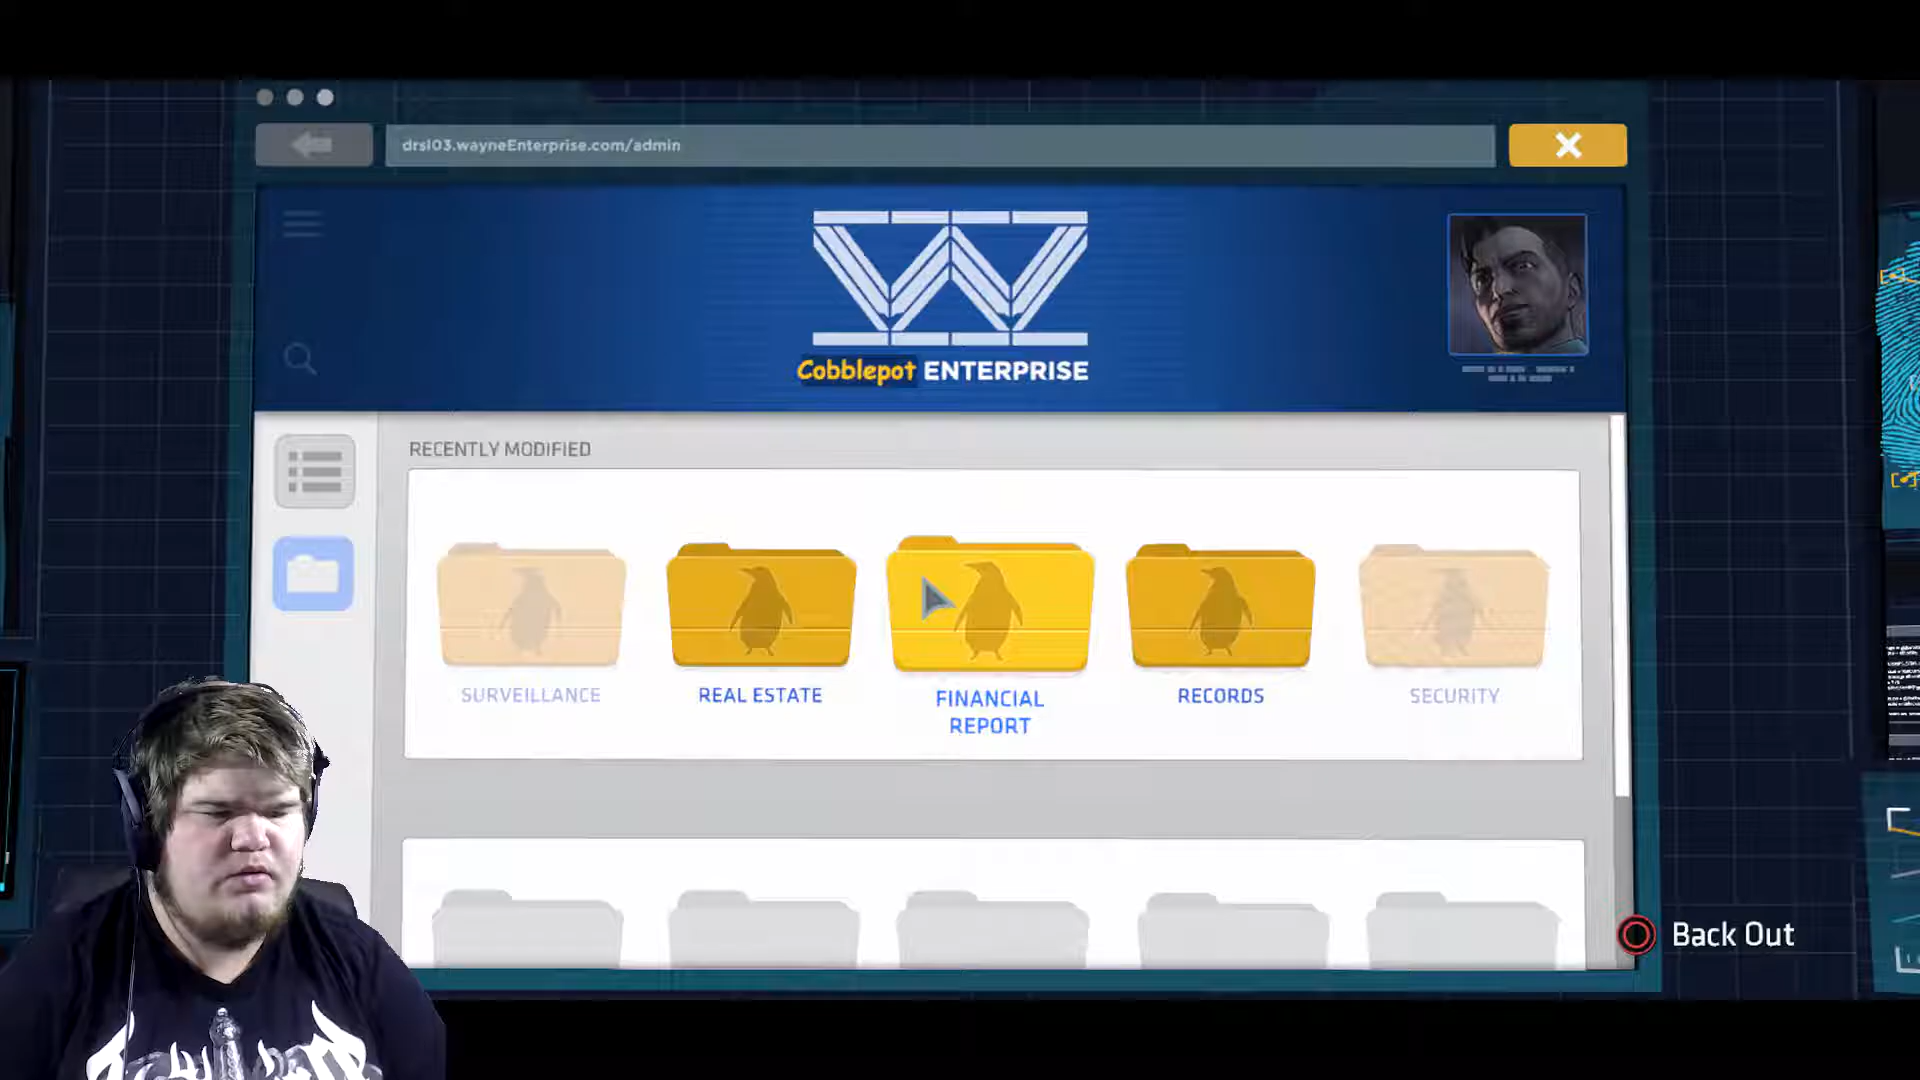 drsl03.wayneEnterprise.com/admin
Cobblepot ENTERPRISE
RECENTLY MODIFIED
SURVEILLANCE
REAL ESTATE
FINANCIAL
REPORT
RECORDS
SECURITY
Back Out